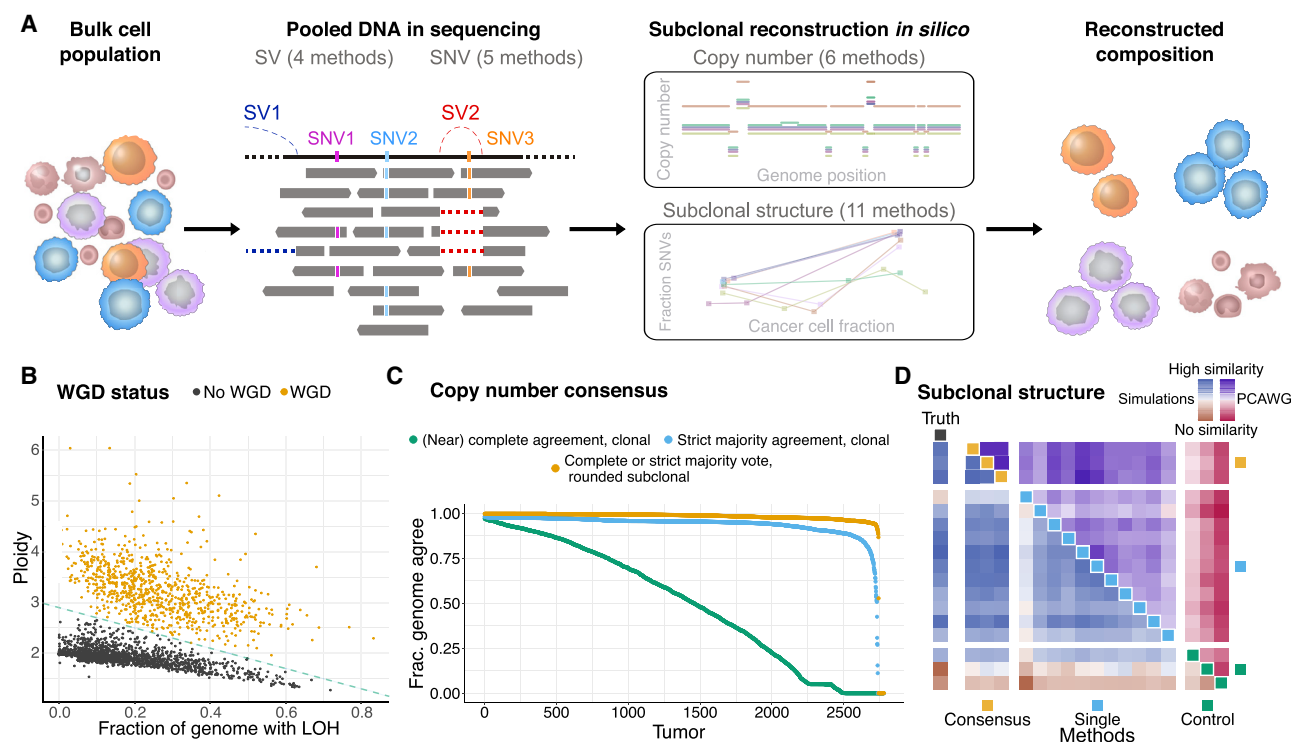 A
Bulk cell
population
Pooled DNA in sequencing
SV (4 methods)
SNV (5 methods)
Subclonal reconstruction in silico
Copy number (6 methods)
Reconstructed
composition
SV1
SV2
SNV1
SNV2
SNV3
Copy number
Genome position
Subclonal structure (11 methods)
Fraction SNVs
Cancer cell fraction
B
WGD status
No WGD
WGD
Ploidy
6
5
4
3
2
0.0
0.2
0.4
0.6
0.8
Fraction of genome with LOH
C
Copy number consensus
(Near) complete agreement, clonal
Strict majority agreement, clonal
Complete or strict majority vote,
rounded subclonal
Frac. genome agree
1.00
0.75
0.50
0.25
0.00
0
500
1000
1500
2000
2500
Tumor
D
Subclonal structure
High similarity
Simulations
PCAWG
No similarity
Truth
Consensus
Single
Control
Methods